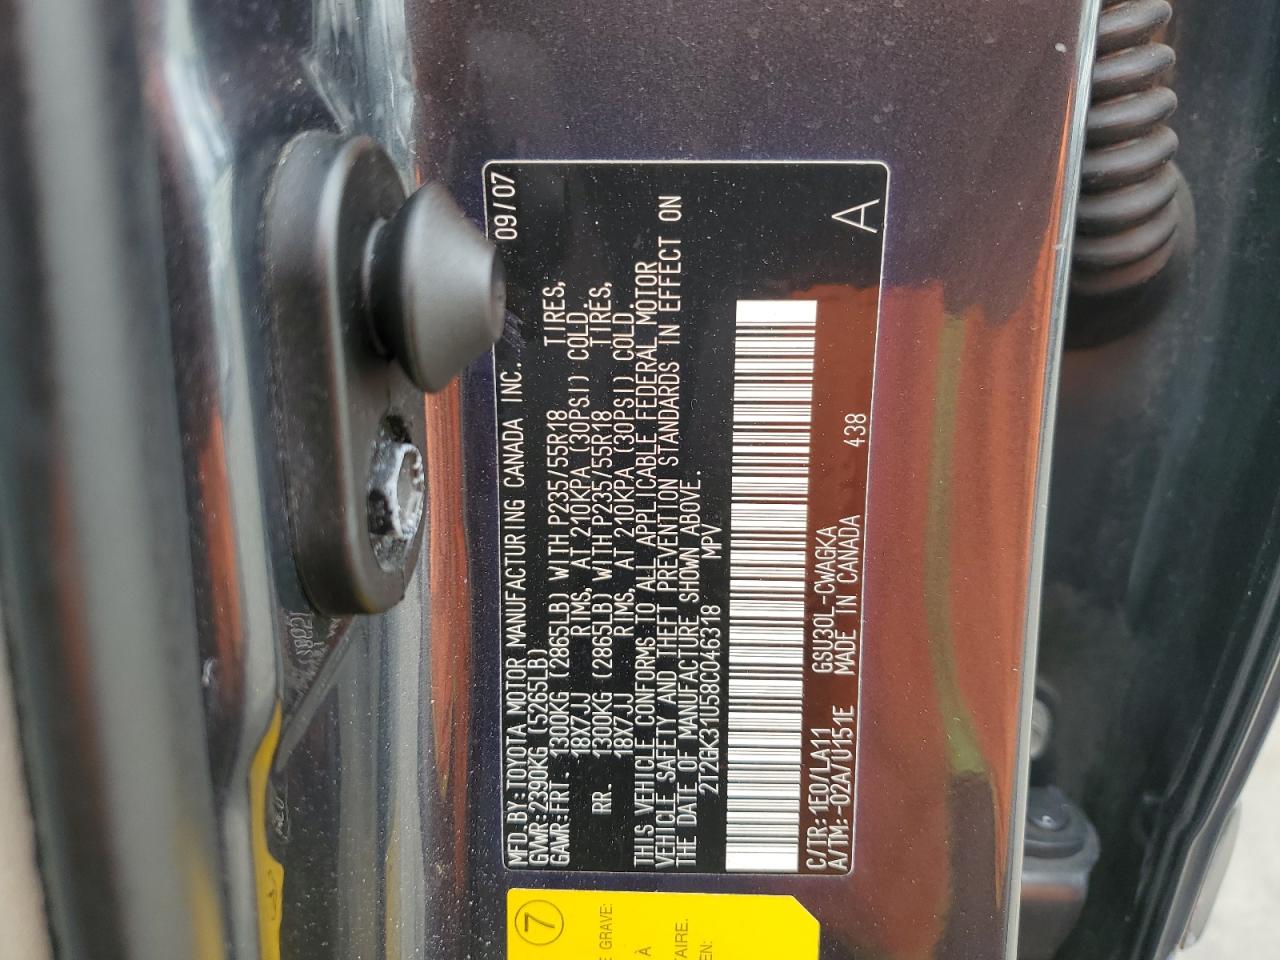 MFD.BY:TOYOTA MOTOR MANUFACTURING CANADA INC. 09/07
GVWR:2390KG (5265LB)
GAWR:FRT. 1300KG (2865LB) WITH P235/55R18 TIRES,
18X7JJ RIMS, AT 210KPA (30PSI) COLD.
RR. 1300KG (2865LB) WITH P235/55R18 TIRES,
18X7JJ RIMS, AT 210KPA (30PSI) COLD.
THIS VEHICLE CONFORMS TO ALL APPLICABLE FEDERAL MOTOR
VEHICLE SAFETY AND THEFT PREVENTION STANDARDS IN EFFECT ON
THE DATE OF MANUFACTURE SHOWN ABOVE.
2T2GK31U58C046318 MPV
C/TR:1E0/LA11 GSU30L-CWAGKA 438
A/TM:-02A/U151E MADE IN CANADA A
7
GRAVE:
À
TAIRE.
EN: